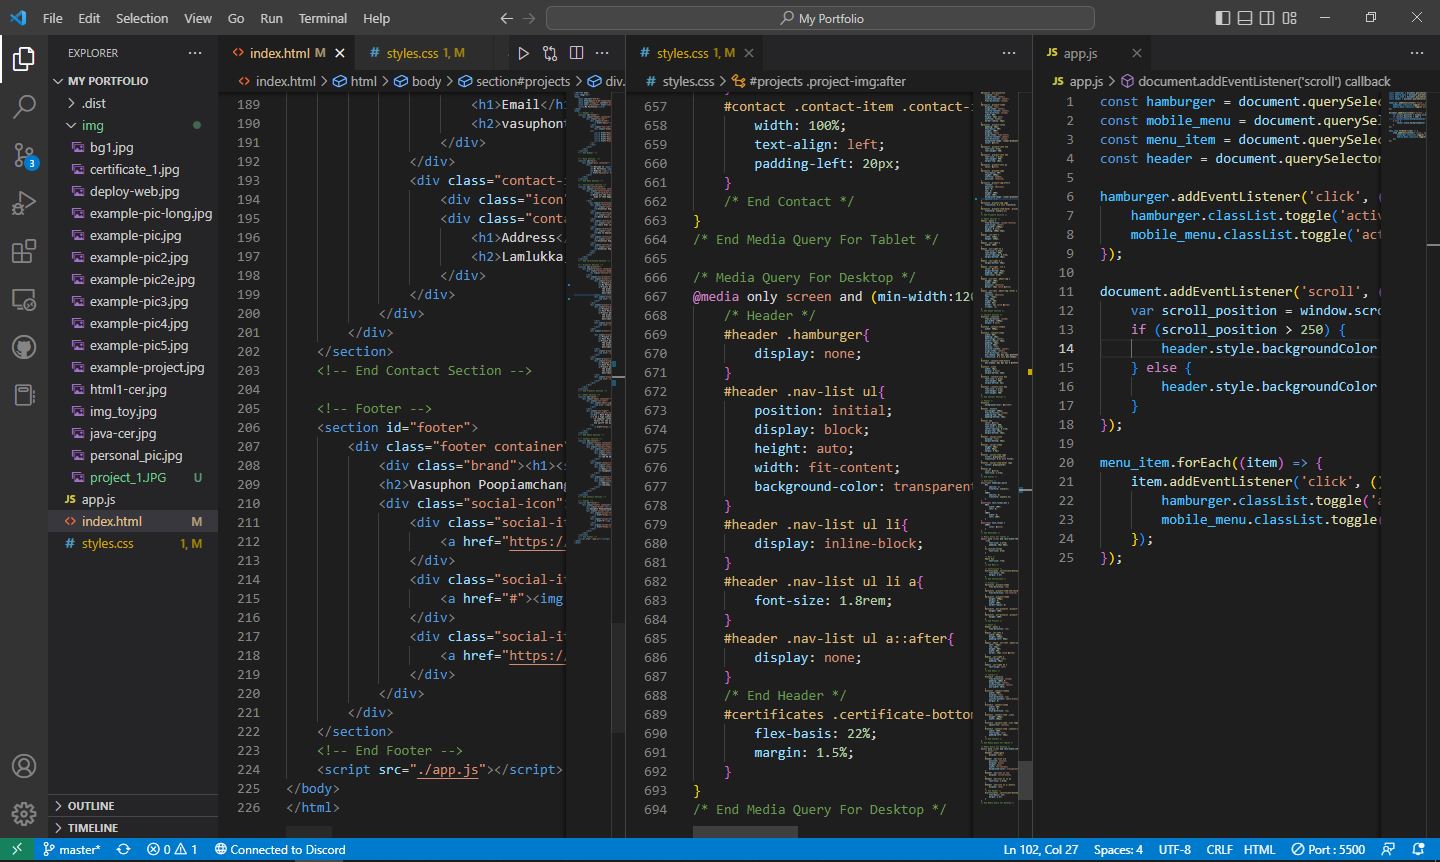 File Edit Selection View Go Run Terminal Help
My Portfolio
EXPLORER
MY PORTFOLIO
.dist
img
bg1.jpg
certificate_1.jpg
deploy-web.jpg
example-pic-long.jpg
example-pic.jpg
example-pic2.jpg
example-pic2e.jpg
example-pic3.jpg
example-pic4.jpg
example-pic5.jpg
example-project.jpg
html1-cer.jpg
img_toy.jpg
java-cer.jpg
personal_pic.jpg
project_1.JPG U
JS app.js
<> index.html M
# styles.css 1, M
OUTLINE
TIMELINE
3
<> index.html M
# styles.css 1, M
<> index.html > html > body > section#projects > div.
189 <h1>Email</h1
190 <h2>vasuphont
191 </div>
192 </div>
193 <div class="contact-i
194 <div class="icon"
195 <div class="conta
196 <h1>Address</
197 <h2>Lamlukka
198 </div>
199 </div>
200 </div>
201 </div>
202 </section>
203 <!-- End Contact Section -->
204
205 <!-- Footer -->
206 <section id="footer">
207 <div class="footer container"
208 <div class="brand"><h1><s
209 <h2>Vasuphon Poopiamchang
210 <div class="social-icon">
211 <div class="social-it
212 <a href="https://
213 </div>
214 <div class="social-it
215 <a href="#"><img
216 </div>
217 <div class="social-it
218 <a href="https://
219 </div>
220 </div>
221 </div>
222 </section>
223 <!-- End Footer -->
224 <script src="./app.js"></script>
225 </body>
226 </html>
# styles.css 1, M
# styles.css > #projects .project-img:after
657 #contact .contact-item .contact-i
658 width: 100%;
659 text-align: left;
660 padding-left: 20px;
661 }
662 /* End Contact */
663 }
664 /* End Media Query For Tablet */
665
666 /* Media Query For Desktop */
667 @media only screen and (min-width:120
668 /* Header */
669 #header .hamburger{
670 display: none;
671 }
672 #header .nav-list ul{
673 position: initial;
674 display: block;
675 height: auto;
676 width: fit-content;
677 background-color: transparent
678 }
679 #header .nav-list ul li{
680 display: inline-block;
681 }
682 #header .nav-list ul li a{
683 font-size: 1.8rem;
684 }
685 #header .nav-list ul a::after{
686 display: none;
687 }
688 /* End Header */
689 #certificates .certificate-bottom
690 flex-basis: 22%;
691 margin: 1.5%;
692 }
693 }
694 /* End Media Query For Desktop */
JS app.js
JS app.js > document.addEventListener('scroll') callback
1 const hamburger = document.querySelec
2 const mobile_menu = document.querySel
3 const menu_item = document.querySelec
4 const header = document.querySelector
5
6 hamburger.addEventListener('click', (
7 hamburger.classList.toggle('activ
8 mobile_menu.classList.toggle('act
9 });
10
11 document.addEventListener('scroll', (
12 var scroll_position = window.scro
13 if (scroll_position > 250) {
14 header.style.backgroundColor
15 } else {
16 header.style.backgroundColor
17 }
18 });
19
20 menu_item.forEach((item) => {
21 item.addEventListener('click', ()
22 hamburger.classList.toggle('a
23 mobile_menu.classList.toggle(
24 });
25 });
master* 0 1 Connected to Discord Ln 102, Col 27 Spaces: 4 UTF-8 CRLF HTML Port : 5500